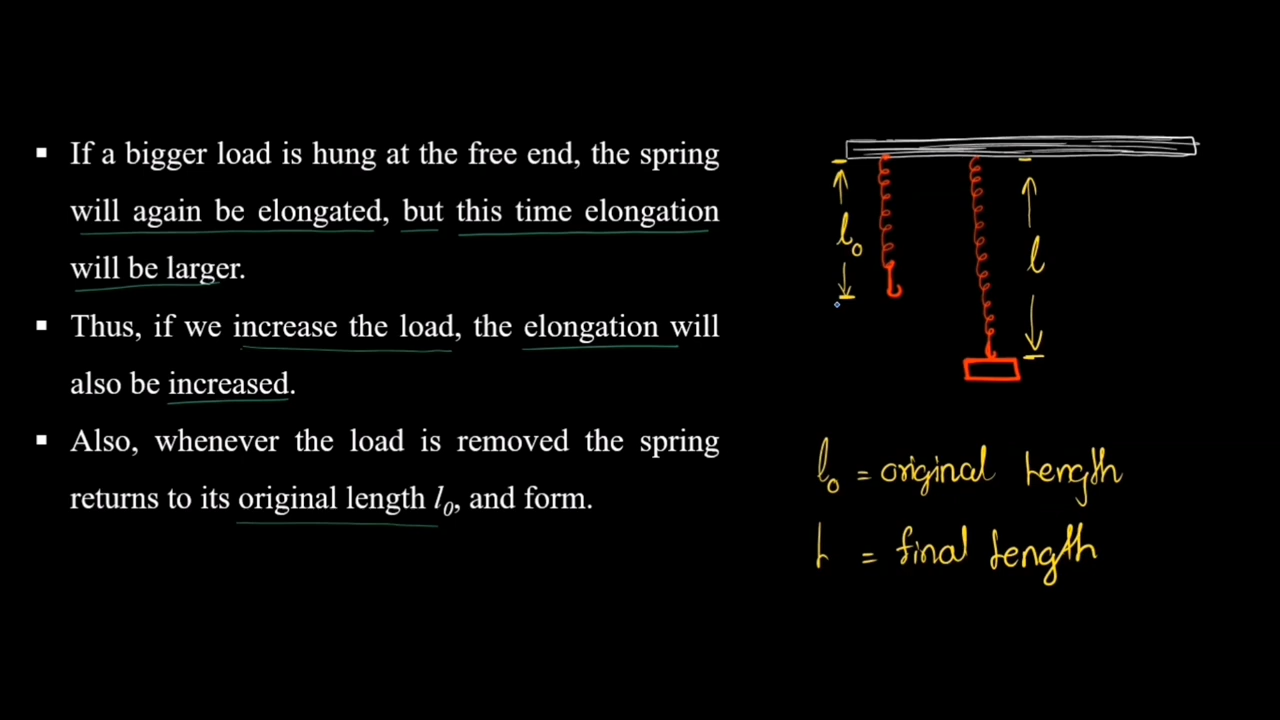 ▪ If a bigger load is hung at the free end, the spring
will again be elongated, but this time elongation
will be larger.
▪ Thus, if we increase the load, the elongation will
also be increased.
▪ Also, whenever the load is removed the spring
returns to its original length l₀, and form.
l₀
l
l₀ = original length
l = final length